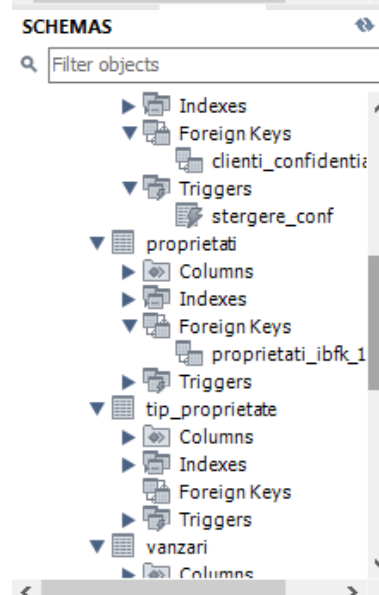 SCHEMAS
Filter objects
Indexes
Foreign Keys
clienti_confidentia
Triggers
stergere_conf
proprietati
Columns
Indexes
Foreign Keys
proprietati_ibfk_1
Triggers
tip_proprietate
Columns
Indexes
Foreign Keys
Triggers
vanzari
Columns